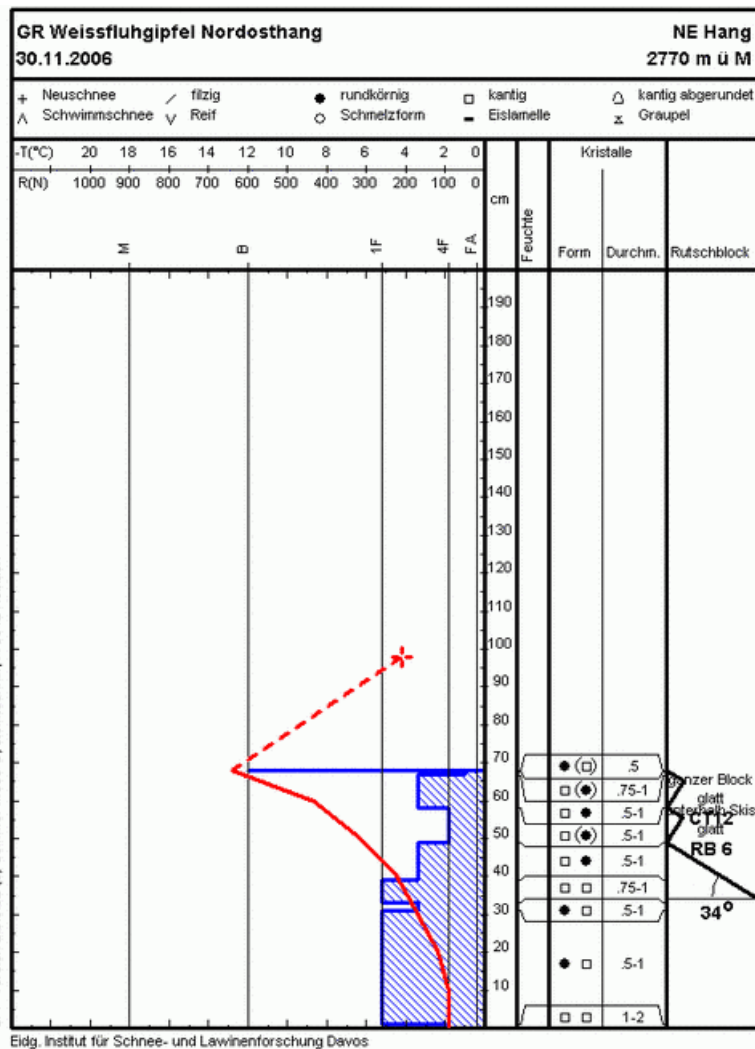 GR Weissfluhgipfel Nordosthang NE Hang
30.11.2006 2770 m ü M
+ Neuschnee / filzig ● rundkörnig □ kantig kantig abgerundet
Schwimmschnee Reif ○ Schmelzform Eislamelle Graupel
-T(°C) 20 18 16 14 12 10 8 6 4 2 0 Kristalle
R(N) 1000 900 800 700 600 500 400 300 200 100 0
cm Feuchte Form Durchm. Rutschblock
M B 1F 4F FA
190
180
170
160
150
140
130
120
110
100
90
80
70
● (□) .5
ganzer Block
□ (●) .75-1
glatt
60
□ ● .5-1
unterhalb Skis
CT12
50
□ (●) .5-1
glatt
RB 6
□ ● .5-1
40
□ □ .75-1
30
● □ .5-1
34°
20
● □ .5-1
10
□ □ 1-2
Eidg. Institut für Schnee- und Lawinenforschung Davos